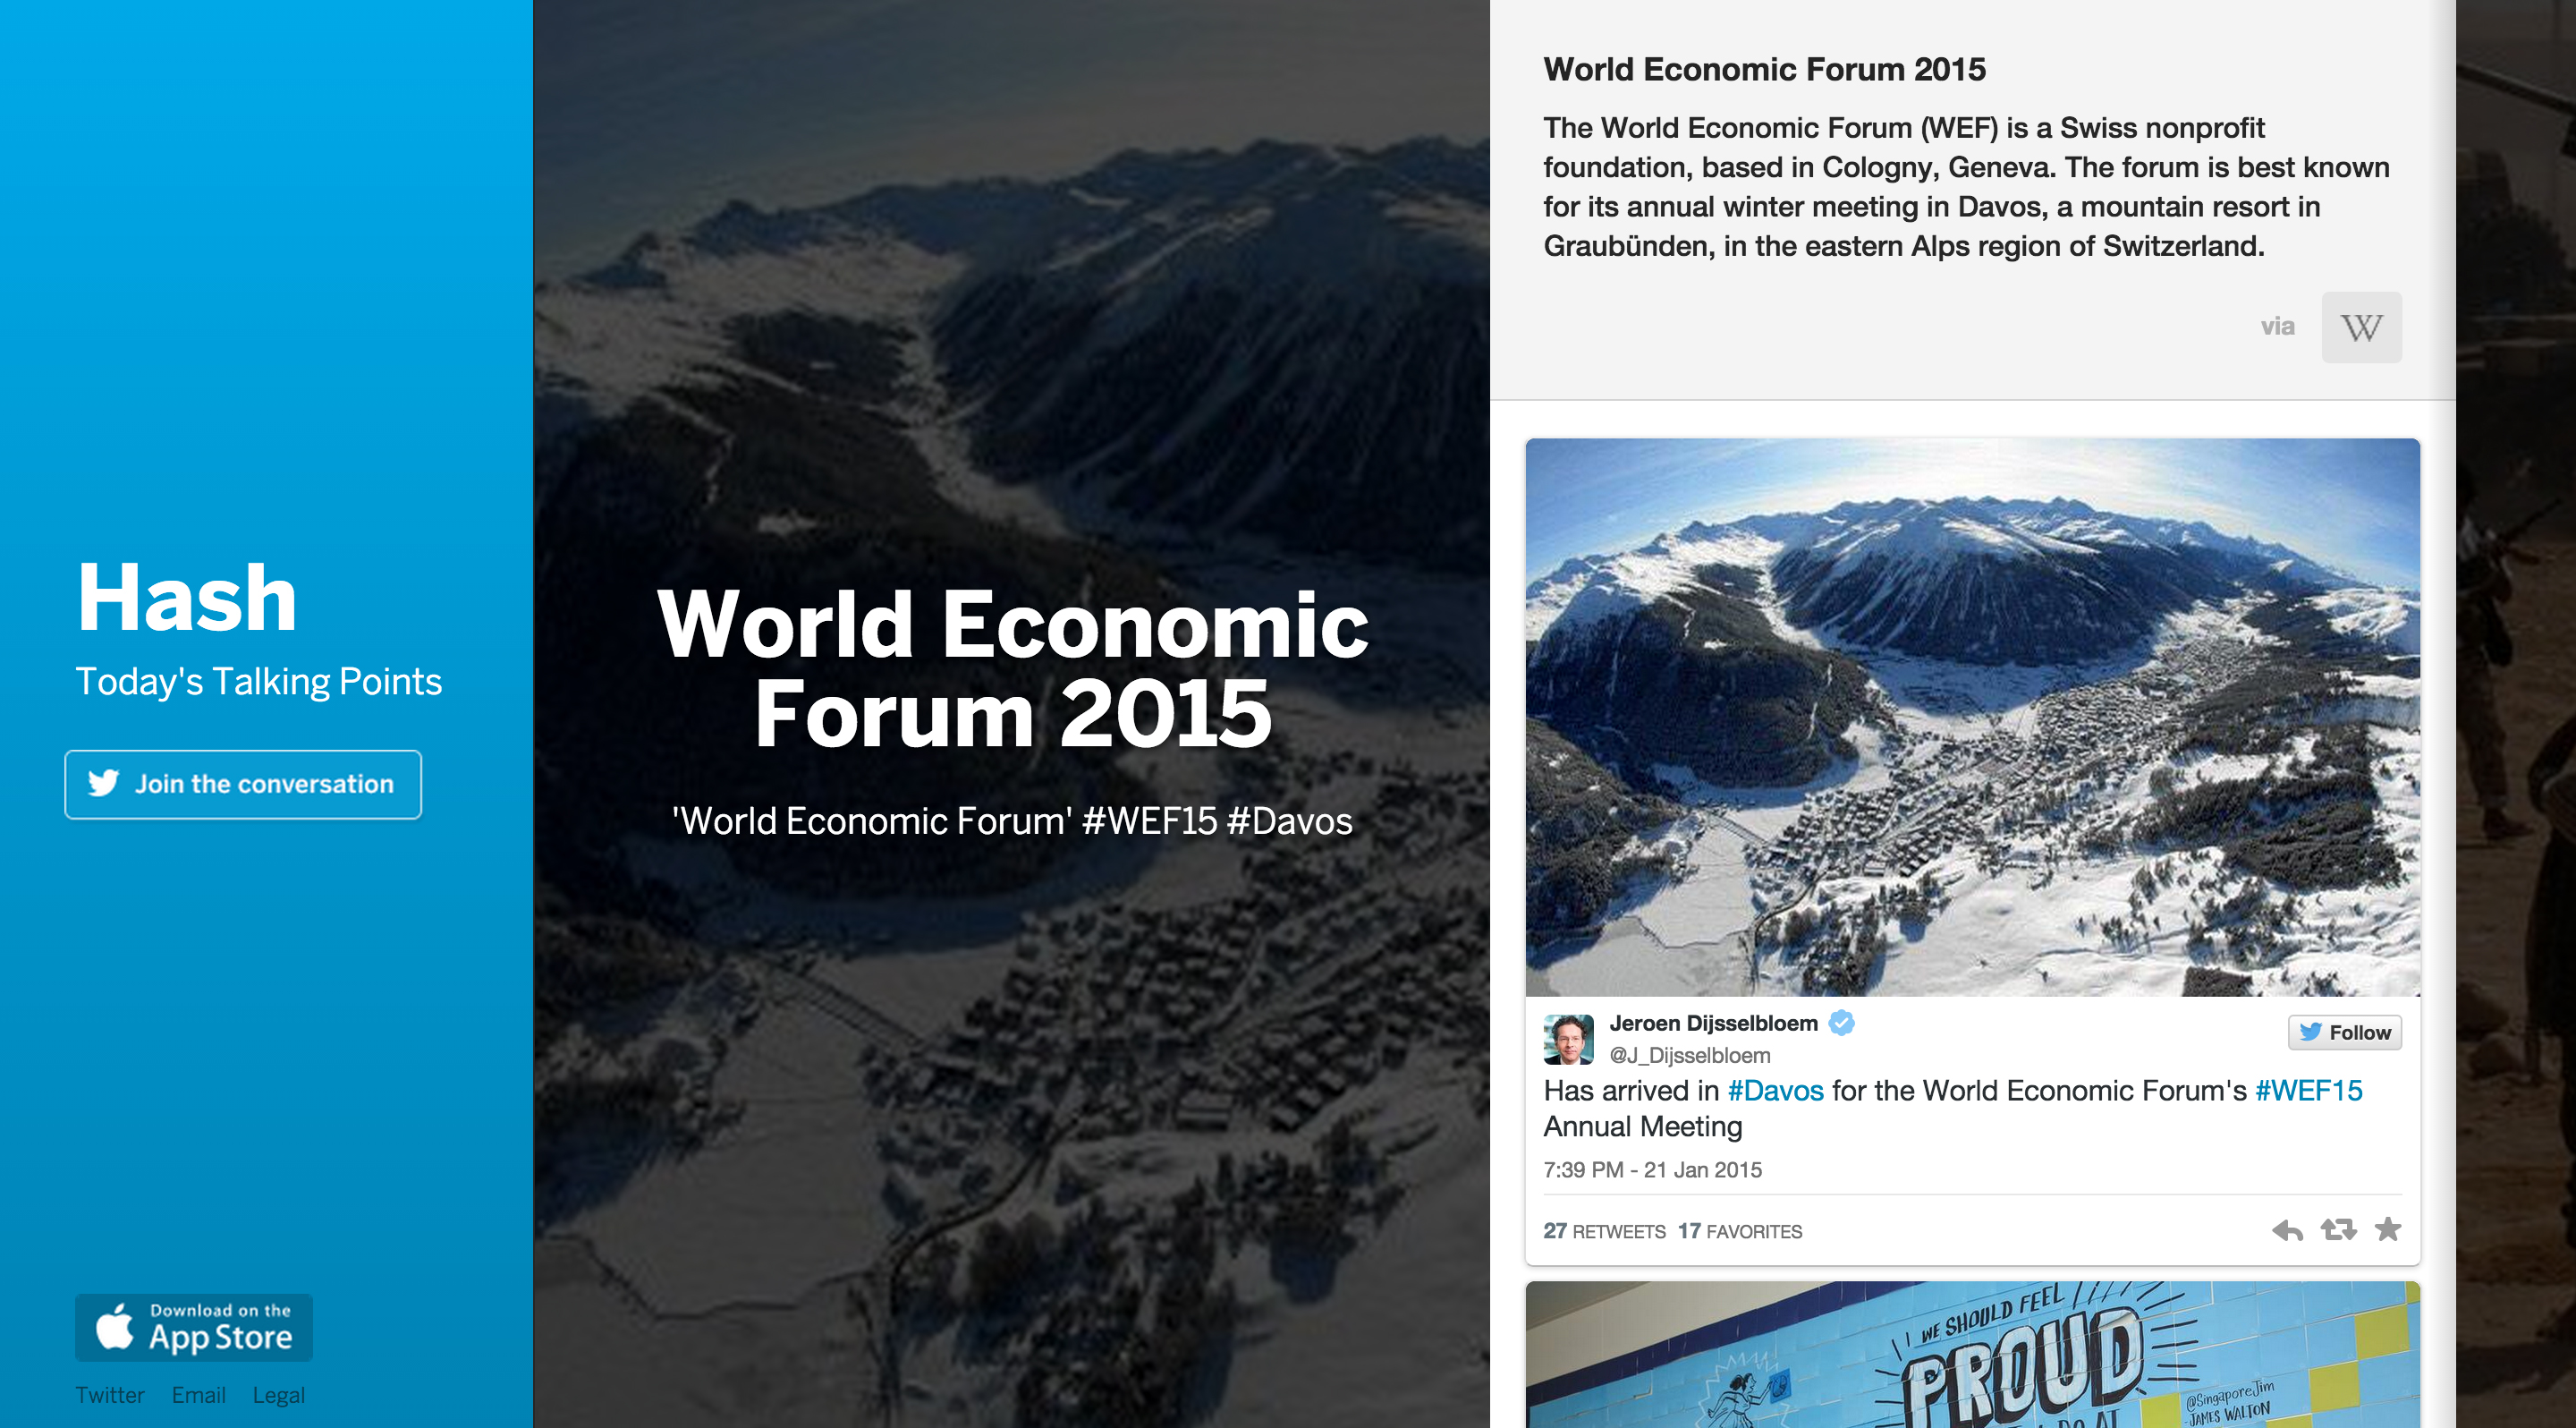 Hash
Today's Talking Points
Join the conversation
Download on the
App Store
Twitter Email Legal
World Economic
Forum 2015
'World Economic Forum' #WEF15 #Davos
World Economic Forum 2015
The World Economic Forum (WEF) is a Swiss nonprofit
foundation, based in Cologny, Geneva. The forum is best known
for its annual winter meeting in Davos, a mountain resort in
Graubünden, in the eastern Alps region of Switzerland.
via W
Jeroen Dijsselbloem
@J_Dijsselbloem
Follow
Has arrived in #Davos for the World Economic Forum's #WEF15
Annual Meeting
7:39 PM - 21 Jan 2015
27 RETWEETS 17 FAVORITES
WE SHOULD FEEL
PROUD
@SingaporeJim
-JAMES WALTON